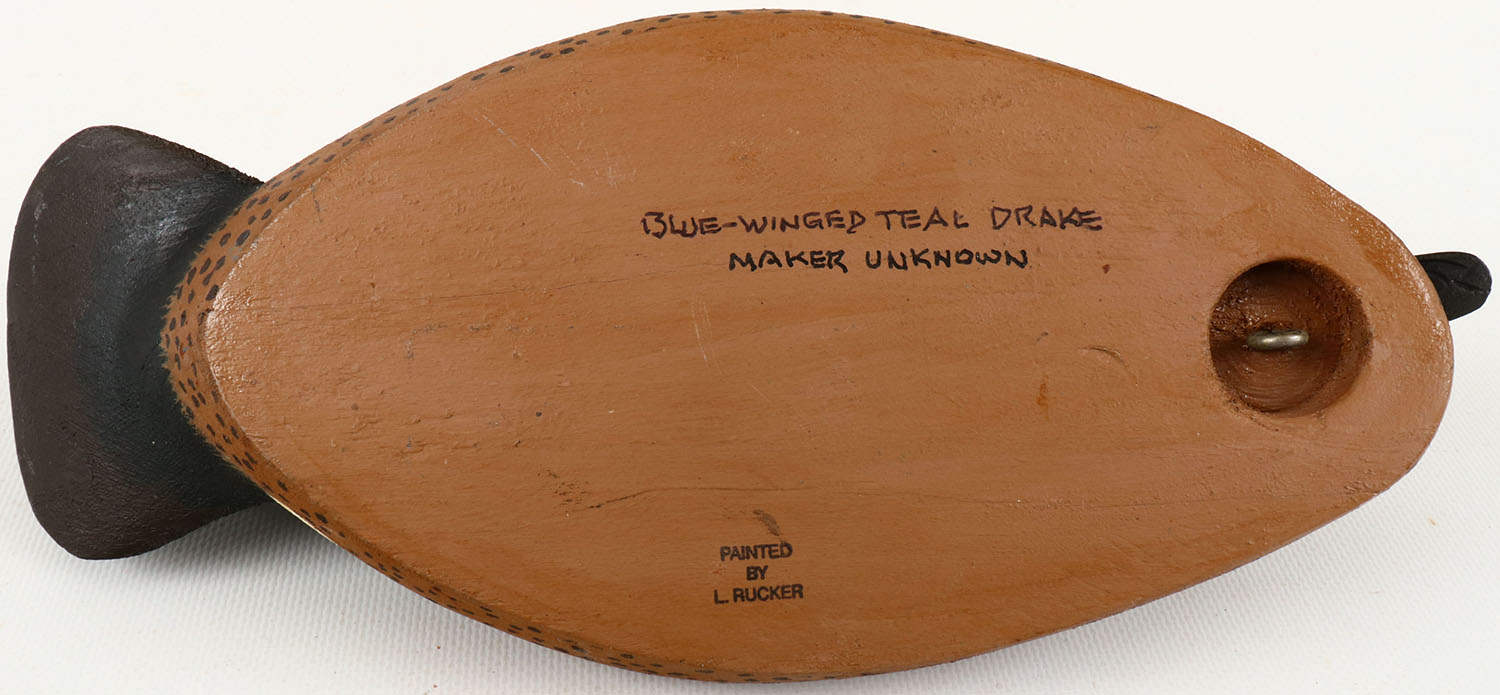 BLUE-WINGED TEAL DRAKE
MAKER UNKNOWN
PAINTED
BY
L. RUCKER